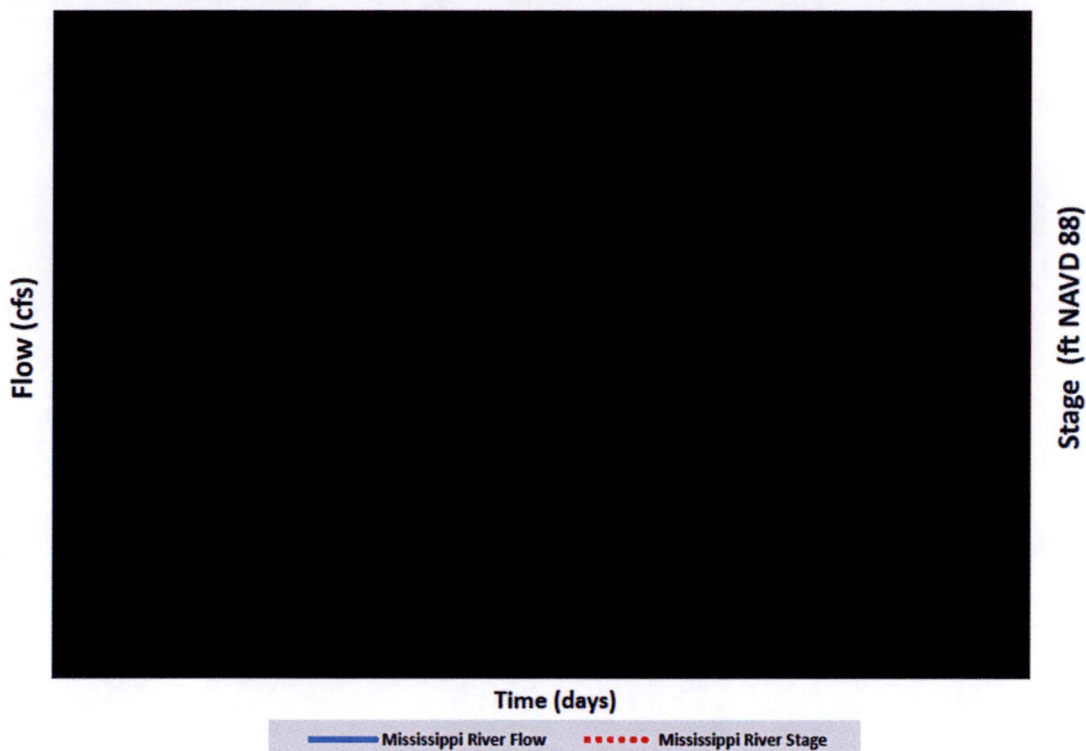 Flow (cfs)
Stage (ft NAVD 88)
Time (days)
Mississippi River Flow
Mississippi River Stage